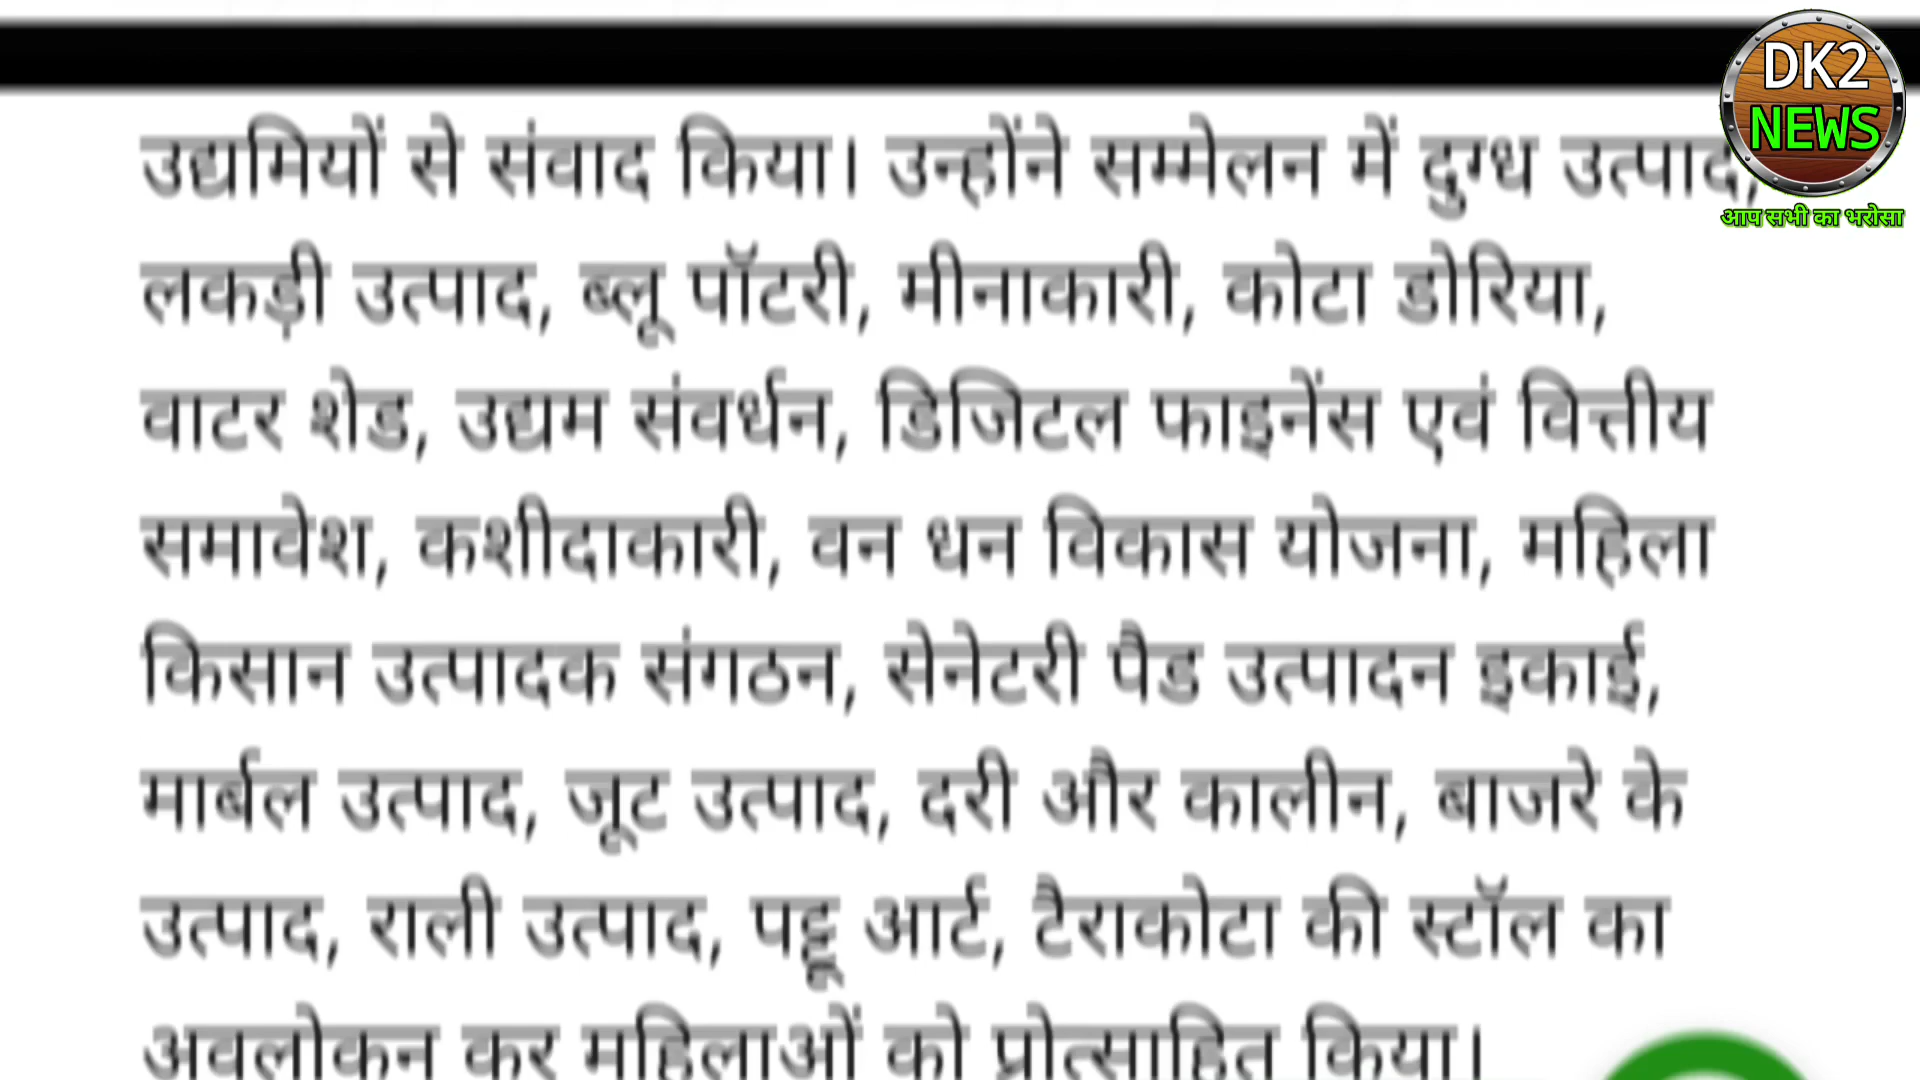 DK2
NEWS
आप सभी का भरोसा
उद्यमियों से संवाद किया। उन्होंने सम्मेलन में दुग्ध उत्पाद,
लकड़ी उत्पाद, ब्लू पॉटरी, मीनाकारी, कोटा डोरिया,
वाटर शेड, उद्यम संवर्धन, डिजिटल फाइनेंस एवं वित्तीय
समावेश, कशीदाकारी, वन धन विकास योजना, महिला
किसान उत्पादक संगठन, सेनेटरी पैड उत्पादन इकाई,
मार्बल उत्पाद, जूट उत्पाद, दरी और कालीन, बाजरे के
उत्पाद, राली उत्पाद, पट्टू आर्ट, टैराकोटा की स्टॉल का
अवलोकन कर महिलाओं को प्रोत्साहित किया।